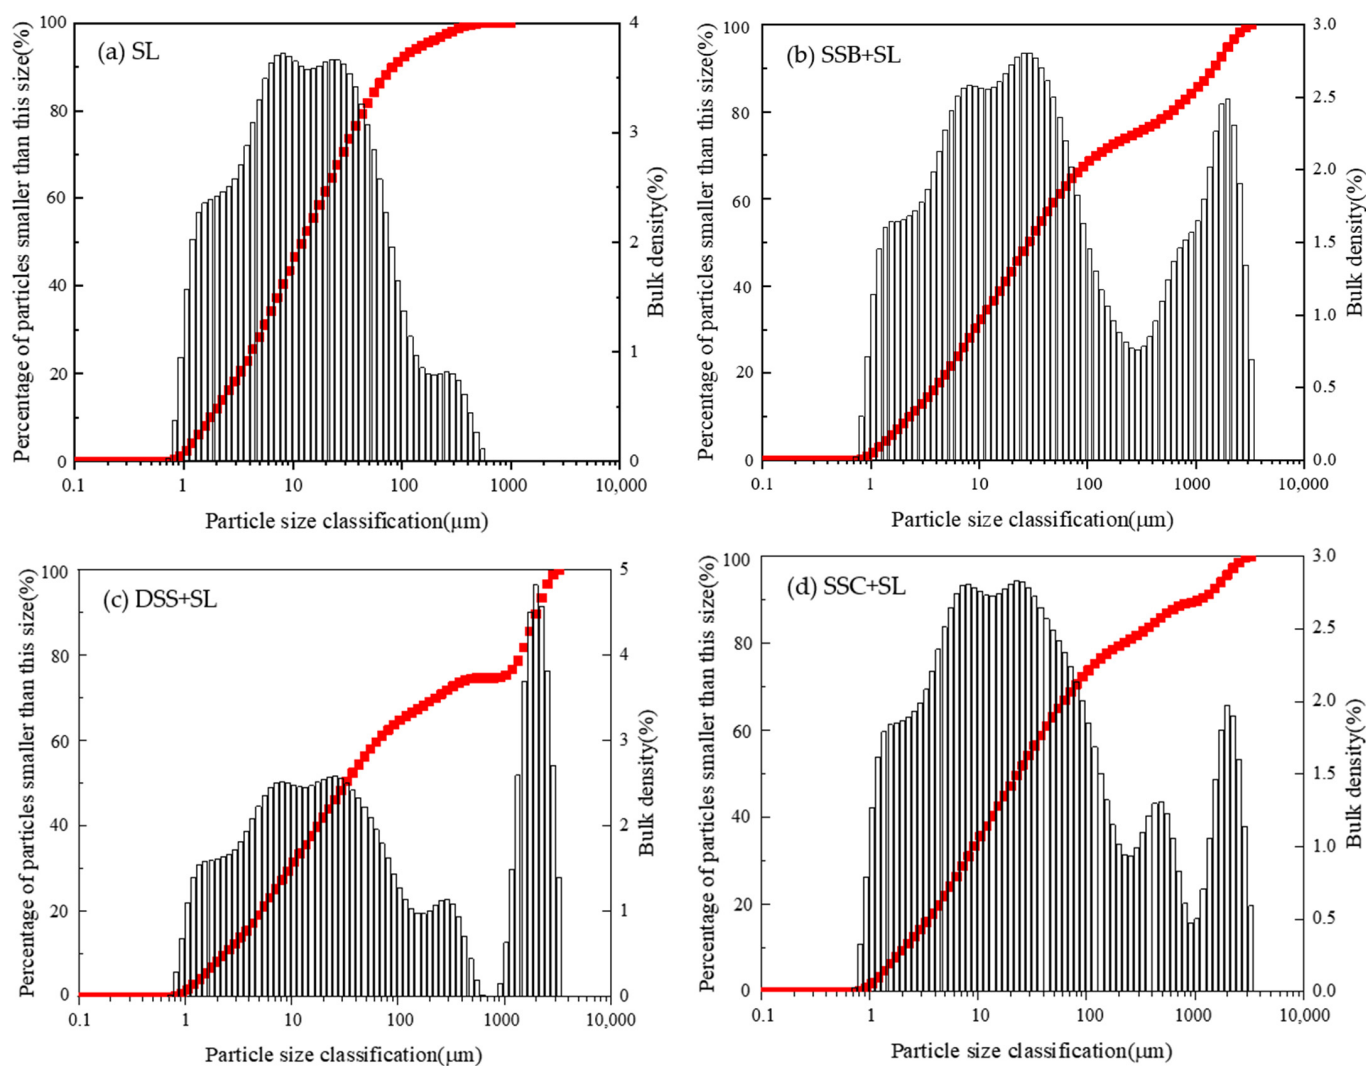 (a) SL
Percentage of particles smaller than this size(%)
100
80
60
40
20
0
4
3
2
1
0
Bulk density(%)
0.1 1 10 100 1000 10,000
Particle size classification(μm)
(b) SSB+SL
Percentage of particles smaller than this size(%)
100
80
60
40
20
0
3.0
2.5
2.0
1.5
1.0
0.5
0.0
Bulk density(%)
0.1 1 10 100 1000 10,000
Particle size classification(μm)
(c) DSS+SL
Percentage of particles smaller than this size(%)
100
80
60
40
20
0
5
4
3
2
1
0
Bulk density(%)
0.1 1 10 100 1000 10,000
Particle size classification(μm)
(d) SSC+SL
Percentage of particles smaller than this size(%)
100
80
60
40
20
0
3.0
2.5
2.0
1.5
1.0
0.5
0.0
Bulk density(%)
0.1 1 10 100 1000 10,000
Particle size classification(μm)